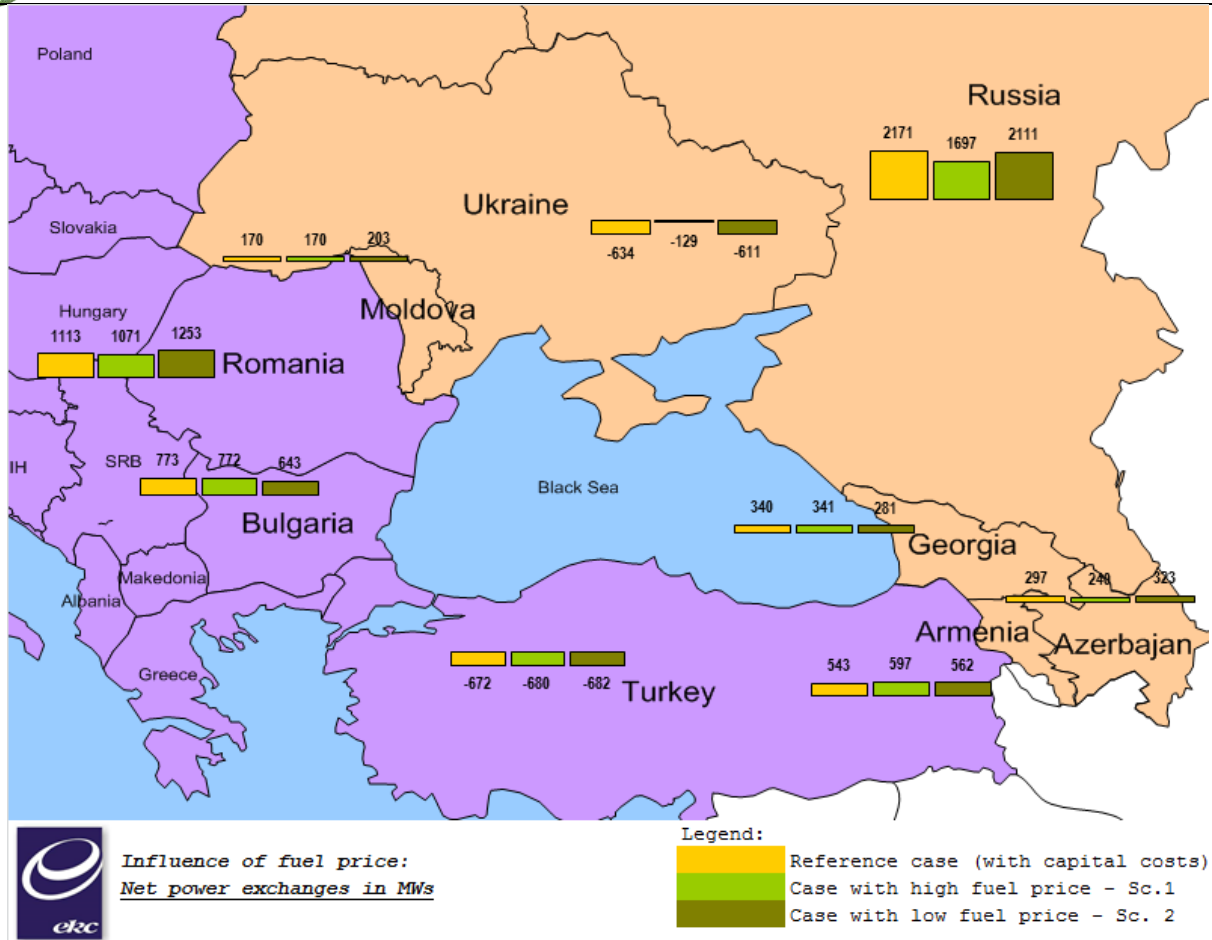 Poland
Russia
2171 1697 2111
Ukraine
Slovakia
170 170 203
-634 -129 -611
Moldova
Hungary
1113 1071 1253
Romania
SRB 773 772 643
IH
Black Sea
Bulgaria
340 341 281
Georgia
Makedonia
297 240 323
Albania
Armenia
Azerbajan
Greece
543 597 562
-672 -680 -682
Turkey
Legend:
Influence of fuel price:
Net power exchanges in MWs
Reference case (with capital costs)
Case with high fuel price - Sc.1
Case with low fuel price - Sc. 2
ekc